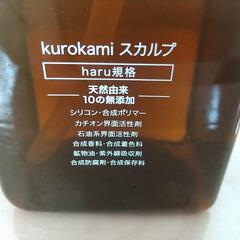 kurokami スカルプ
haru規格
天然由来
10の無添加
シリコン・合成ポリマー
カチオン界面活性剤
石油系界面活性剤
合成香料・合成着色料
鉱物油・紫外線吸収剤
合成防腐剤・合成保存料